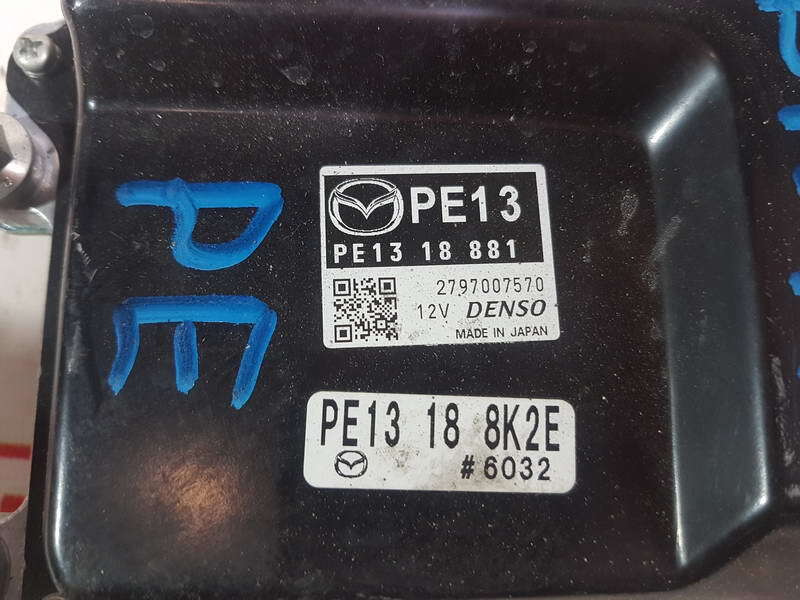 PE13
PE13 18 881
2797007570
12V DENSO
MADE IN JAPAN
PE13 18 8K2E
#6032
PE